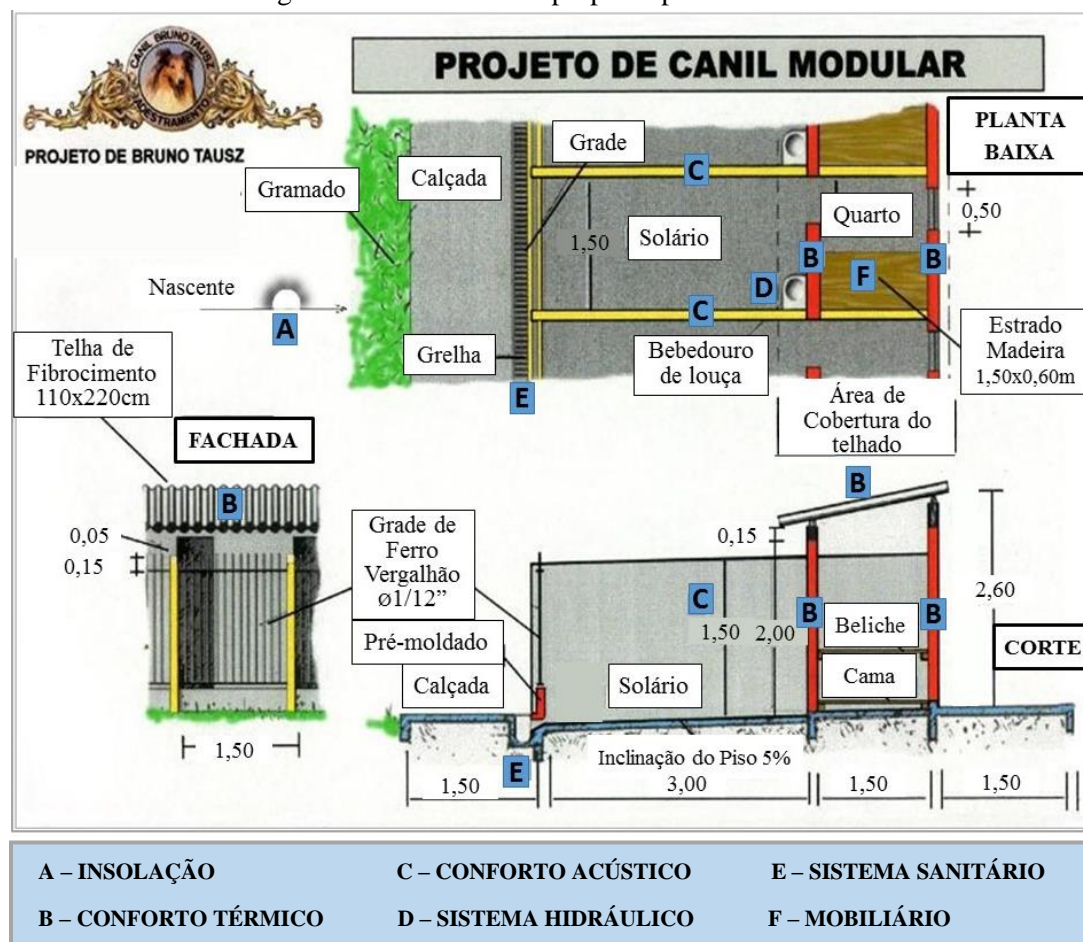 CANIL BRUNO TAUSZ
ADESTRAMENTO
PROJETO DE BRUNO TAUSZ
PROJETO DE CANIL MODULAR
PLANTA
BAIXA
Grade
Calçada
Gramado
C
Quarto
0,50
1,50
Solário
B
B
Nascente
A
D
F
C
Grelha
Bebedouro
de louça
Estrado
Madeira
1,50x0,60m
E
Telha de
Fibrocimento
110x220cm
Área de
Cobertura do
telhado
FACHADA
B
B
0,05
0,15
Grade de
Ferro
Vergalhão
ø1/12”
0,15
C
1,50
2,00
B
B
2,60
Beliche
CORTE
Pré-moldado
Calçada
Solário
Cama
1,50
E
Inclinação do Piso 5%
1,50
3,00
1,50
1,50
A – INSOLAÇÃO
C – CONFORTO ACÚSTICO
E – SISTEMA SANITÁRIO
B – CONFORTO TÉRMICO
D – SISTEMA HIDRÁULICO
F – MOBILIÁRIO